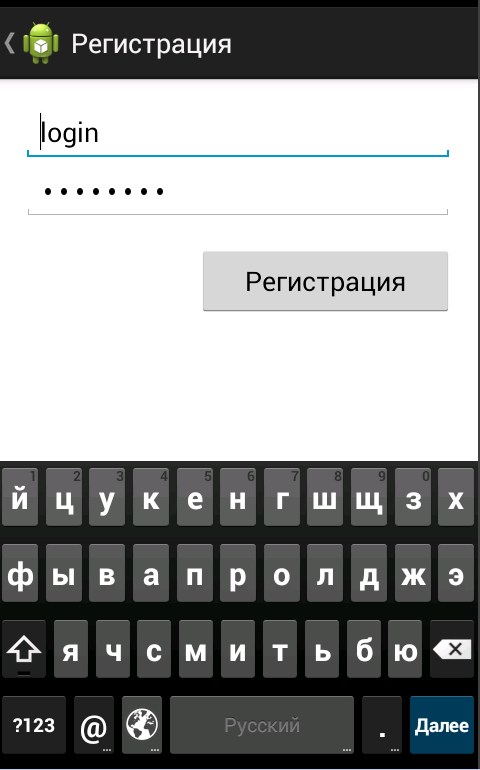 Регистрация
login
••••••••
Регистрация
1 2 3 4 5 6 7 8 9 0
й ц у к е н г ш щ з х
ф ы в а п р о л д ж э
я ч с м и т ь б ю
?123 @ Русский . Далее